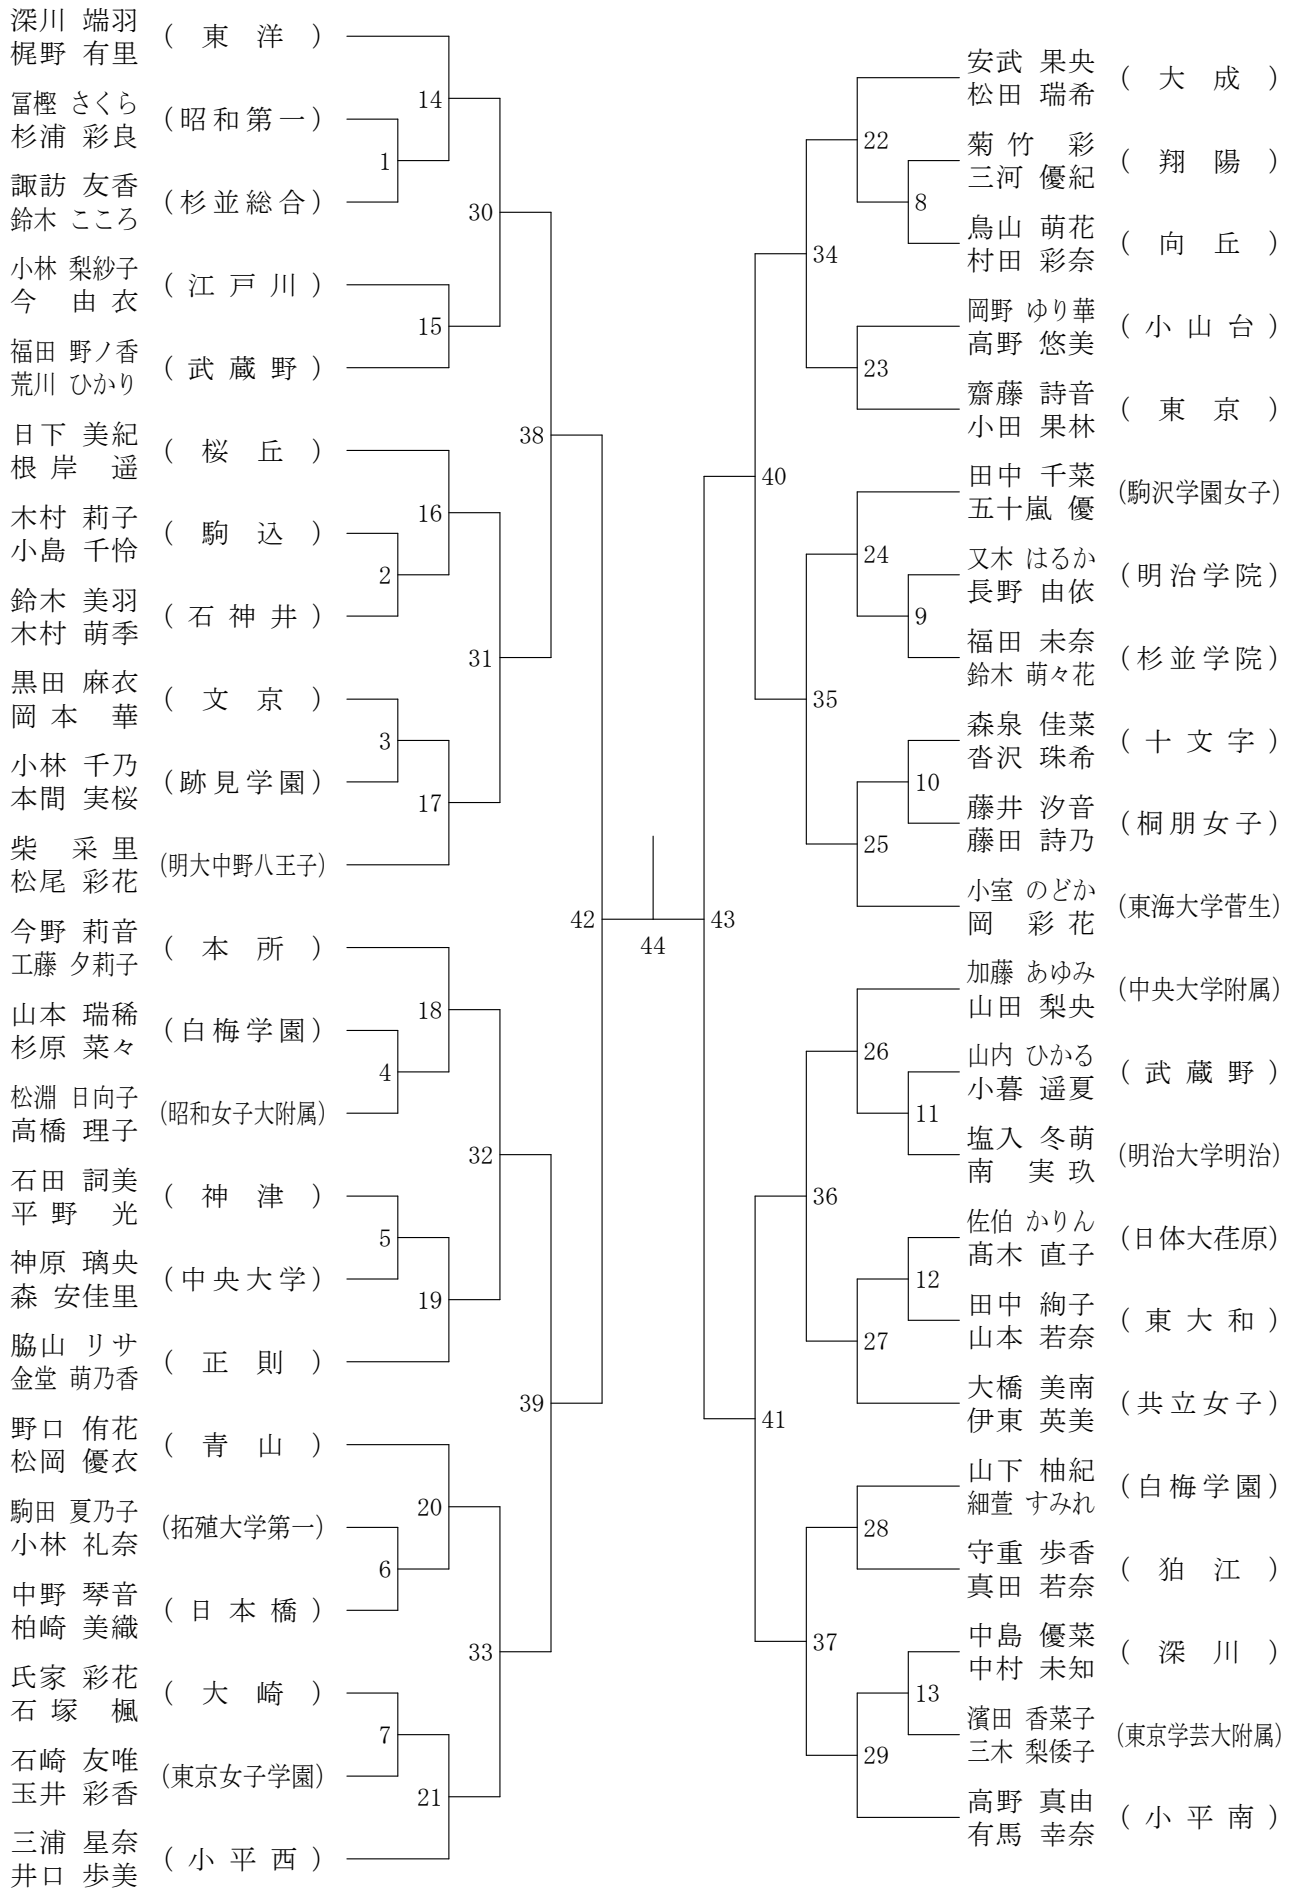 深川 端羽
梶野 有里
( 東 洋 )
冨樫 さくら
杉浦 彩良
(昭和第一)
諏訪 友香
鈴木 こころ
(杉並総合)
小林 梨紗子
今 由衣
( 江戸川 )
福田 野ノ香
荒川 ひかり
( 武蔵野 )
日下 美紀
根岸 遥
( 桜 丘 )
木村 莉子
小島 千怜
( 駒 込 )
鈴木 美羽
木村 萌季
( 石神井 )
黒田 麻衣
岡本 華
( 文 京 )
小林 千乃
本間 実桜
(跡見学園)
柴 采里
松尾 彩花
(明大中野八王子)
今野 莉音
工藤 夕莉子
( 本 所 )
山本 瑞稀
杉原 菜々
(白梅学園)
松淵 日向子
高橋 理子
(昭和女子大附属)
石田 詞美
平野 光
( 神 津 )
神原 璃央
森 安佳里
(中央大学)
脇山 リサ
金堂 萌乃香
( 正 則 )
野口 侑花
松岡 優衣
( 青 山 )
駒田 夏乃子
小林 礼奈
(拓殖大学第一)
中野 琴音
柏崎 美織
( 日本橋 )
氏家 彩花
石塚 楓
( 大 崎 )
石崎 友唯
玉井 彩香
(東京女子学園)
三浦 星奈
井口 歩美
( 小平西 )
1
2
3
4
5
6
7
14
15
16
17
18
19
20
21
30
31
32
33
38
39
42
44
43
40
41
34
35
36
37
22
23
24
25
26
27
28
29
8
9
10
11
12
13
安武 果央
松田 瑞希
( 大 成 )
菊竹 彩
三河 優紀
( 翔 陽 )
鳥山 萌花
村田 彩奈
( 向 丘 )
岡野 ゆり華
高野 悠美
( 小山台 )
齋藤 詩音
小田 果林
( 東 京 )
田中 千菜
五十嵐 優
(駒沢学園女子)
又木 はるか
長野 由依
(明治学院)
福田 未奈
鈴木 萌々花
(杉並学院)
森泉 佳菜
沓沢 珠希
( 十文字 )
藤井 汐音
藤田 詩乃
(桐朋女子)
小室 のどか
岡 彩花
(東海大学菅生)
加藤 あゆみ
山田 梨央
(中央大学附属)
山内 ひかる
小暮 遥夏
( 武蔵野 )
塩入 冬萌
南 実玖
(明治大学明治)
佐伯 かりん
髙木 直子
(日体大荏原)
田中 絢子
山本 若奈
( 東大和 )
大橋 美南
伊東 英美
(共立女子)
山下 柚紀
細萱 すみれ
(白梅学園)
守重 歩香
真田 若奈
( 狛 江 )
中島 優菜
中村 未知
( 深 川 )
濱田 香菜子
三木 梨倭子
(東京学芸大附属)
高野 真由
有馬 幸奈
( 小平南 )